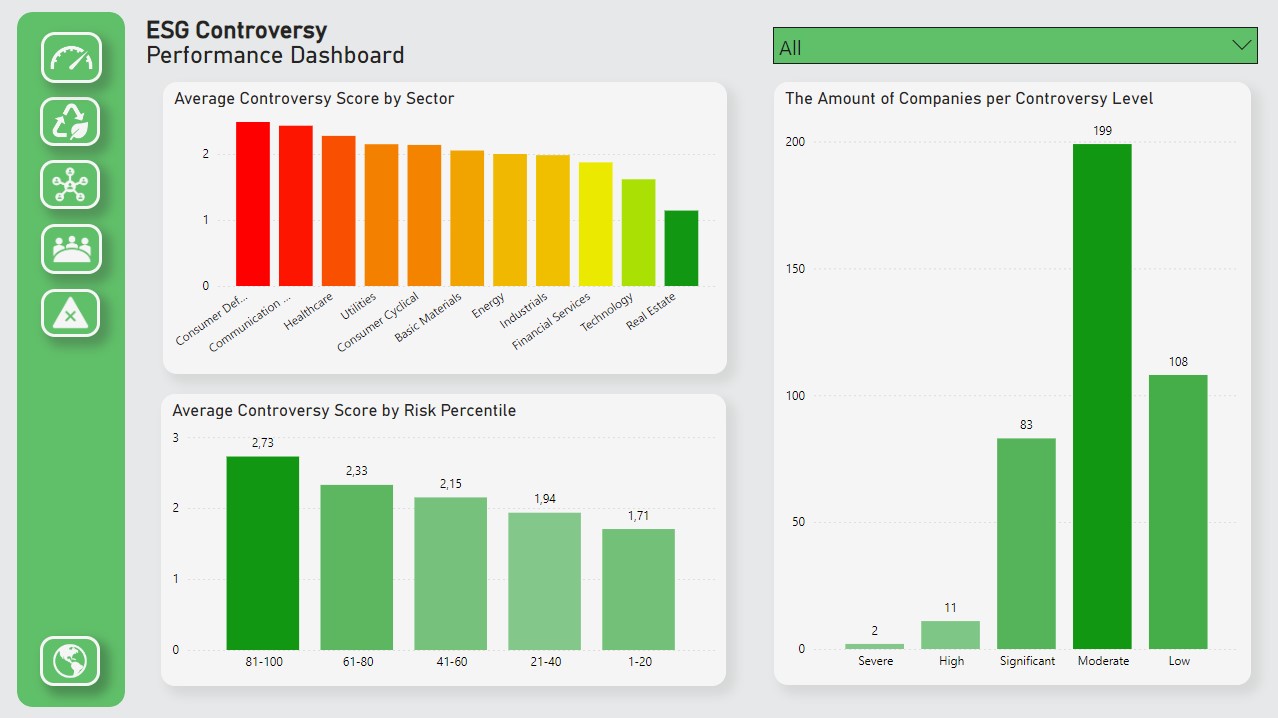 ESG Controversy
Performance Dashboard
All
Average Controversy Score by Sector
2
1
0
Consumer Def...
Communication ...
Healthcare
Utilities
Consumer Cyclical
Basic Materials
Energy
Industrials
Financial Services
Technology
Real Estate
Average Controversy Score by Risk Percentile
3
2
1
0
2,73
2,33
2,15
1,94
1,71
81-100
61-80
41-60
21-40
1-20
The Amount of Companies per Controversy Level
200
150
100
50
0
2
11
83
199
108
Severe
High
Significant
Moderate
Low